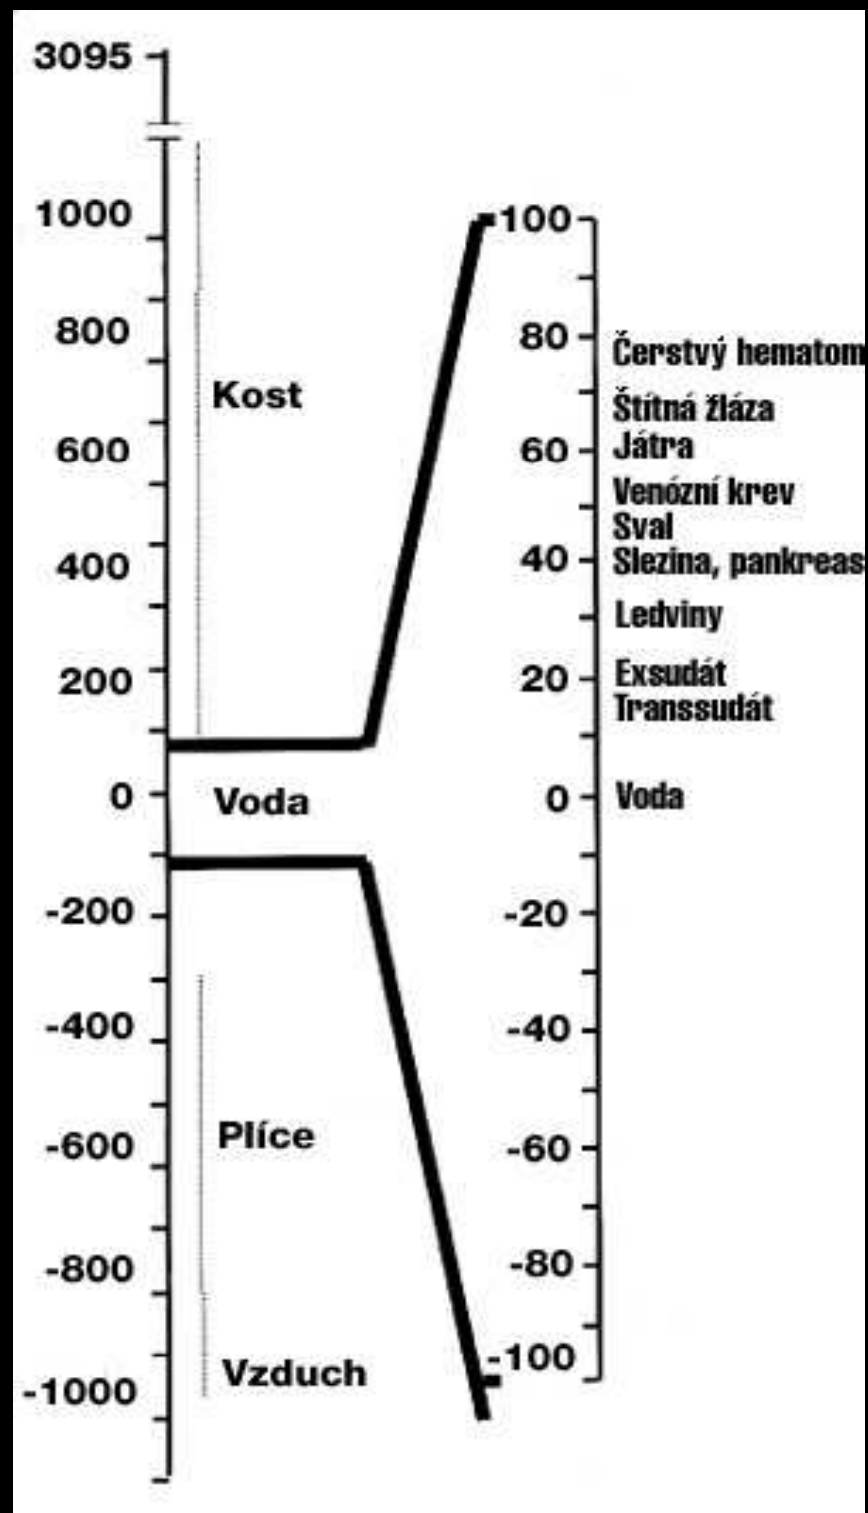 3095
1000
800
Kost
600
400
200
0
Voda
-200
-400
Plíce
-600
-800
Vzduch
-1000
100
80
Čerstvý hematom
Štítná žláza
60
Játra
Venózní krev
Sval
40
Slezina, pankreas
Ledviny
20
Exsudát
Transsudát
0
Voda
-20
-40
-60
-80
-100